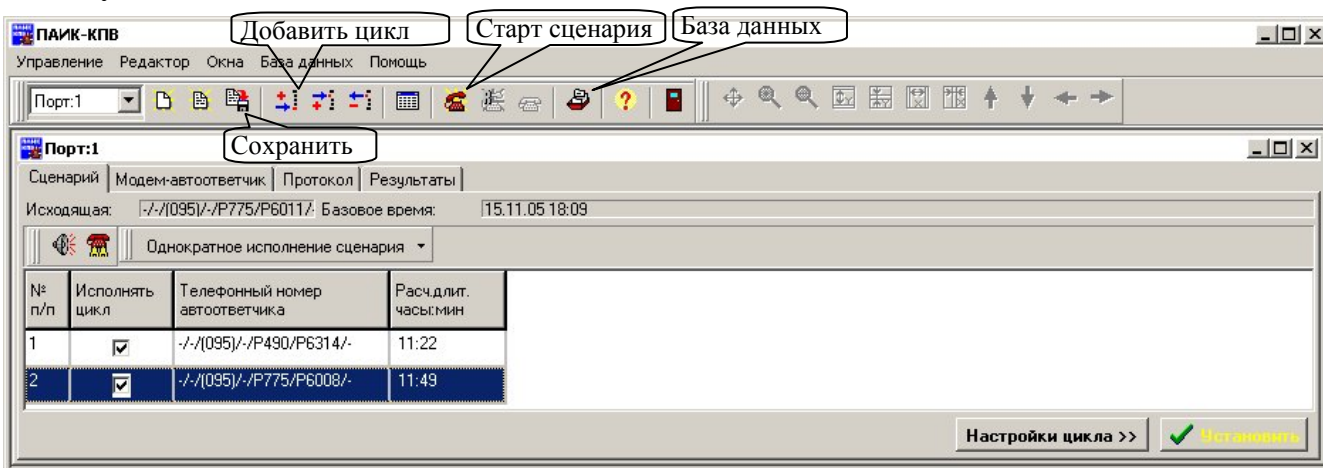 Добавить цикл
Старт сценария
База данных
ПАИК-КПВ
Управление Редактор Окна База данных Помощь
Порт:1
Сохранить
Порт:1
Сценарий Модем-автоответчик Протокол Результаты
Исходящая: -/-/(095)/-/P775/P6011/- Базовое время: 15.11.05 18:09
Однократное исполнение сценария
№ п/п
Исполнять цикл
Телефонный номер автоответчика
Расч.длит. часы:мин
1 -/-/(095)/-/P490/P6314/- 11:22
2 -/-/(095)/-/P775/P6008/- 11:49
Настройки цикла >> Установить